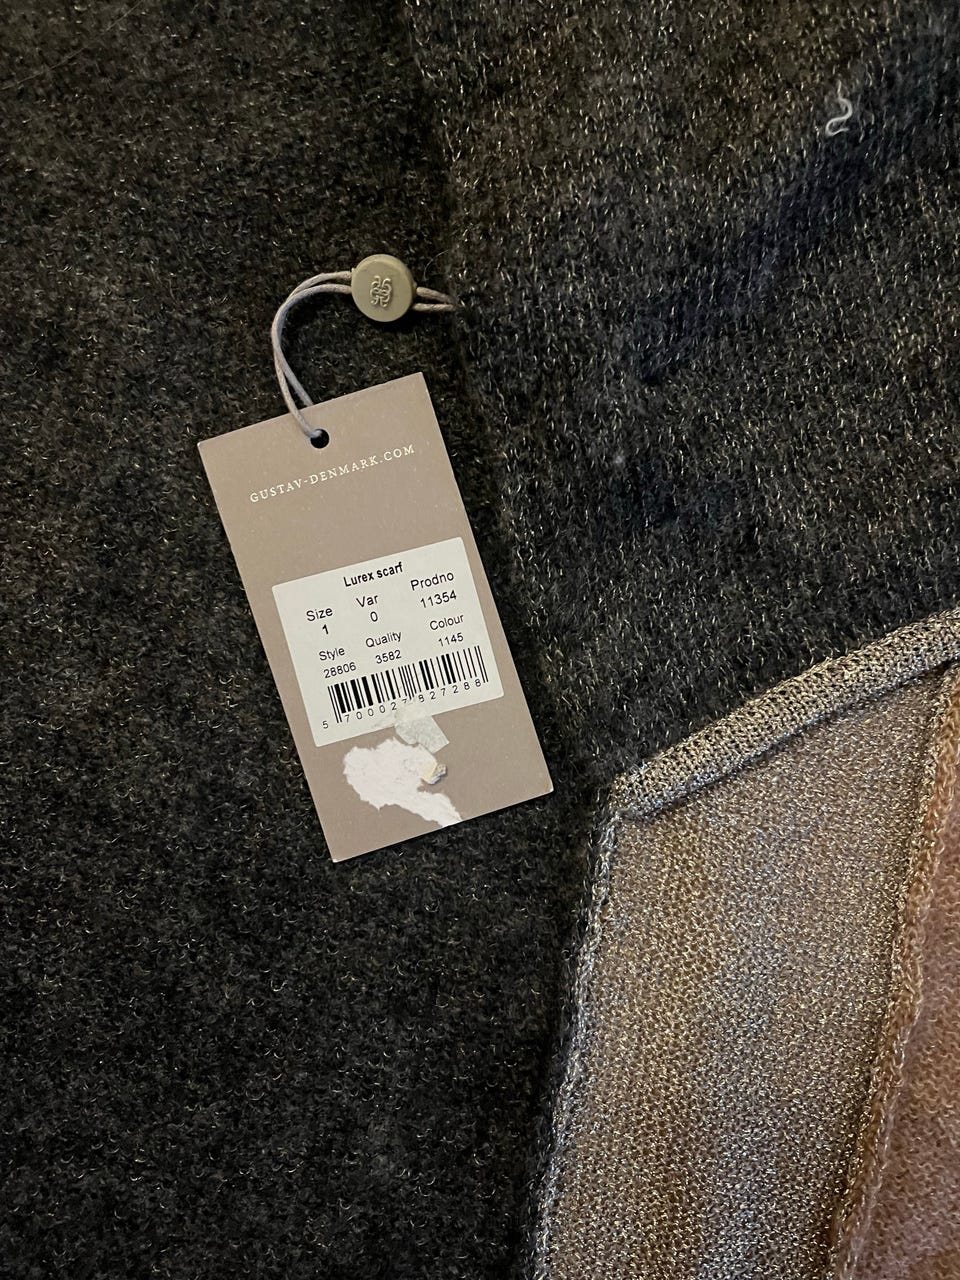 GUSTAV-DENMARK.COM
Lurex scarf
Size Var Prodno
1 0 11354
Style Quality Colour
28806 3582 1145
5 700027 827288